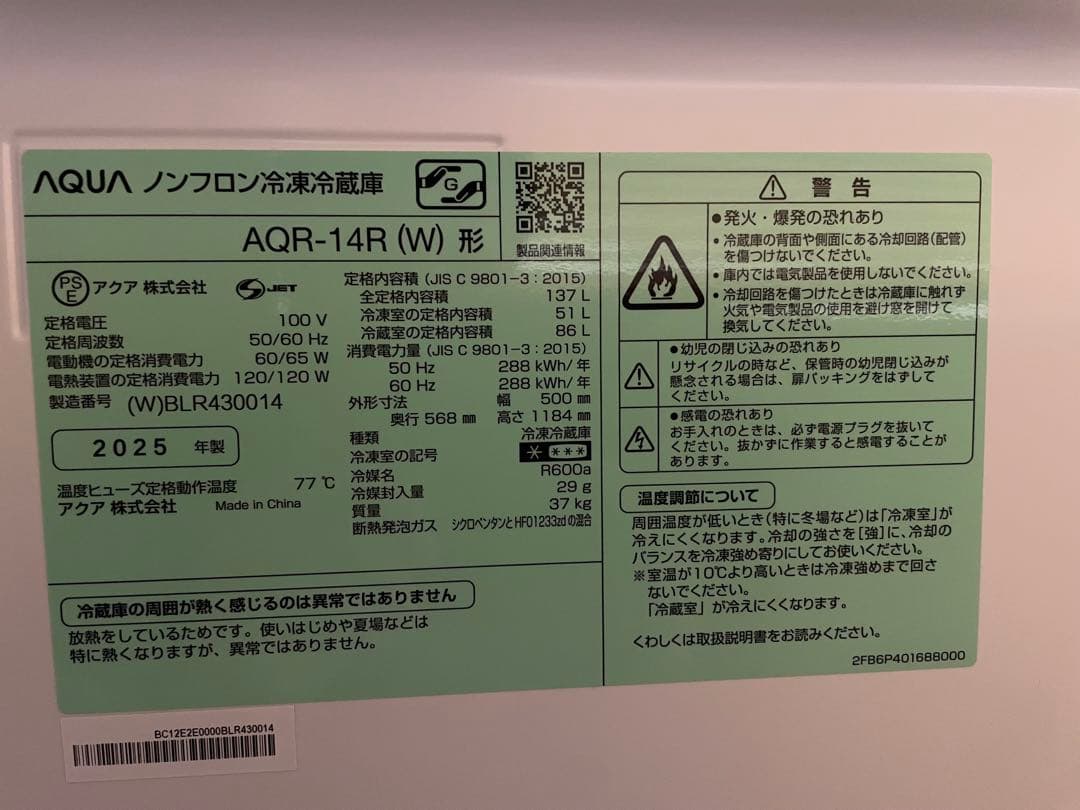 AQUA ノンフロン冷凍冷蔵庫
G
AQR-14R (W) 形
製品関連情報
PS
E
アクア 株式会社
S JET
定格電圧 100 V
定格周波数 50/60 Hz
電動機の定格消費電力 60/65 W
電熱装置の定格消費電力 120/120 W
製造番号 (W)BLR430014
2025 年製
温度ヒューズ定格動作温度 77 ℃
アクア 株式会社 Made in China
定格内容積 (JIS C 9801-3 : 2015)
全定格内容積 137 L
冷凍室の定格内容積 51 L
冷蔵室の定格内容積 86 L
消費電力量 (JIS C 9801-3 : 2015)
50 Hz 288 kWh/年
60 Hz 288 kWh/年
外形寸法 幅 500 ㎜
奥行 568 ㎜ 高さ 1184 ㎜
種類 冷凍冷蔵庫
冷凍室の記号 * ***
冷媒名 R600a
冷媒封入量 29 g
質量 37 kg
断熱発泡ガス シクロペンタンとHFO1233zdの混合
冷蔵庫の周囲が熱く感じるのは異常ではありません
放熱をしているためです。使いはじめや夏場などは
特に熱くなりますが、異常ではありません。
警告
●発火・爆発の恐れあり
・冷蔵庫の背面や側面にある冷却回路(配管)
を傷つけないでください。
・庫内では電気製品を使用しないでください。
・冷却回路を傷つけたときは冷蔵庫に触れず
火気や電気製品の使用を避け窓を開けて
換気してください。
●幼児の閉じ込みの恐れあり
リサイクルの時など、保管時の幼児閉じ込みが
懸念される場合は、扉パッキングをはずして
ください。
●感電の恐れあり
お手入れのときは、必ず電源プラグを抜いて
ください。抜かずに作業すると感電することが
あります。
温度調節について
周囲温度が低いとき(特に冬場など)は「冷凍室」が
冷えにくくなります。冷却の強さを[強]に、冷却の
バランスを冷凍強め寄りにしてお使いください。
※室温が10℃より高いときは冷凍強めまで回さ
ないでください。
「冷蔵室」が冷えにくくなります。
くわしくは取扱説明書をお読みください。
2FB6P40168B000
BC12E2E0000BLR430014